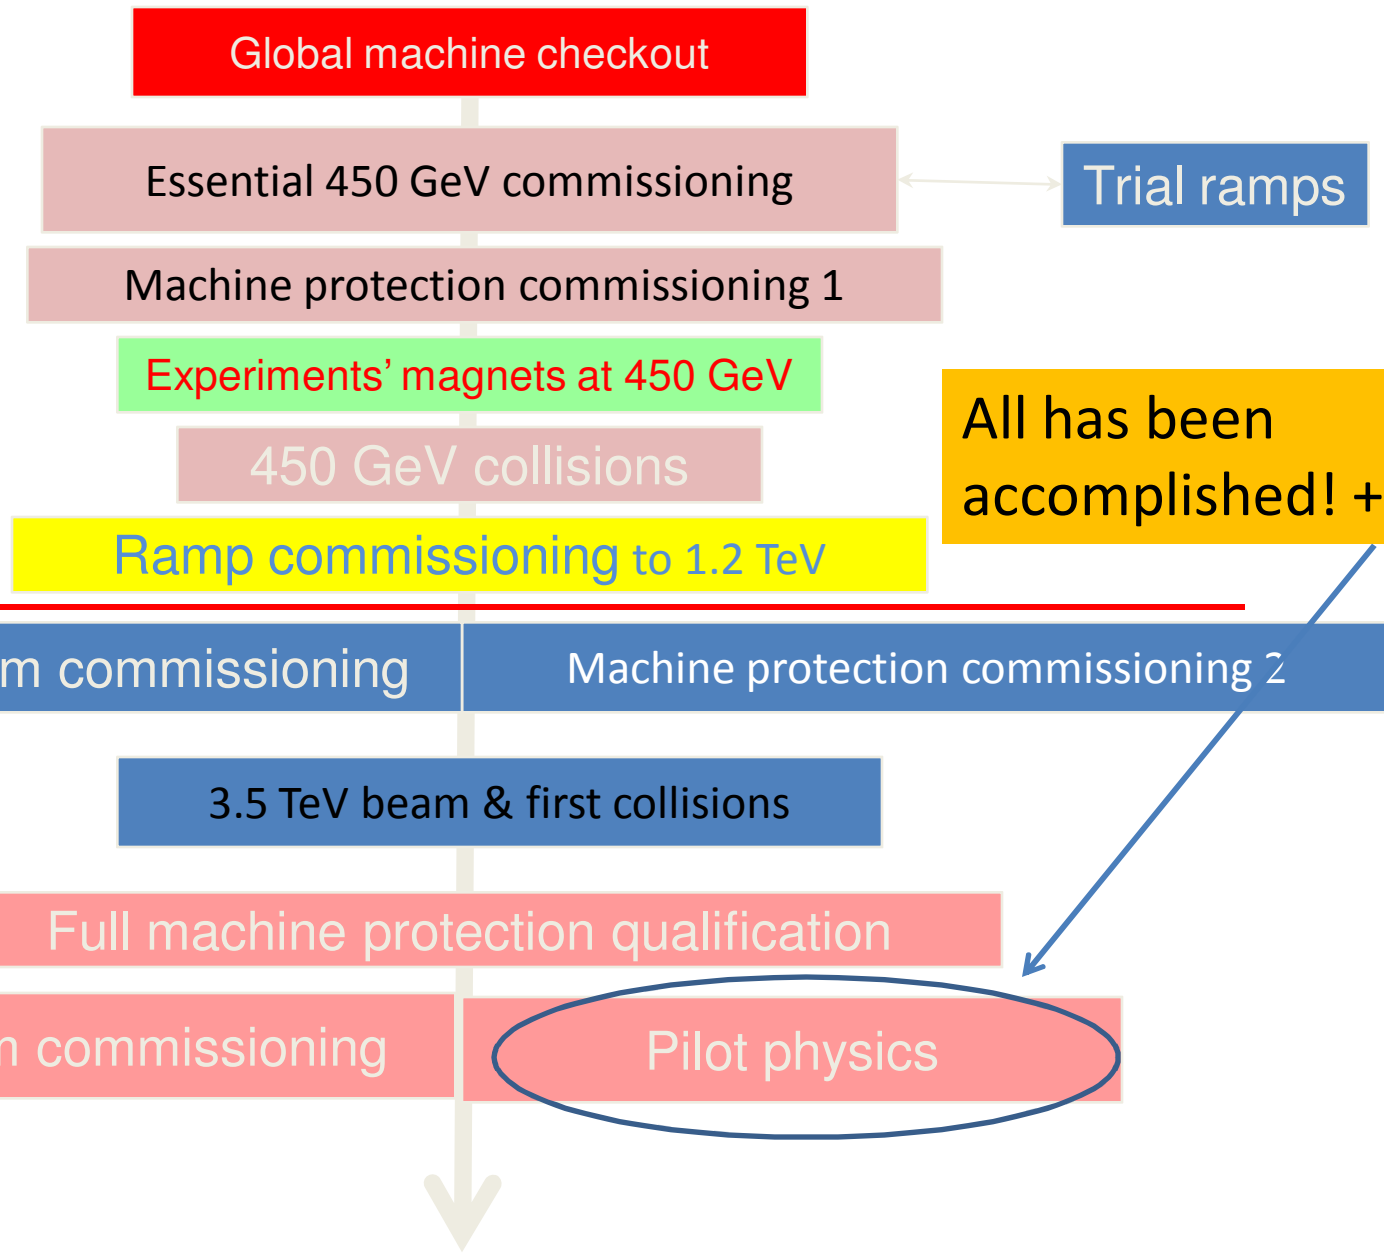 Global machine checkout
Essential 450 GeV commissioning
Trial ramps
Machine protection commissioning 1
Experiments’ magnets at 450 GeV
All has been
accomplished! +
450 GeV collisions
Ramp commissioning to 1.2 TeV
commissioning
Machine protection commissioning 2
3.5 TeV beam & first collisions
Full machine protection qualification
commissioning
Pilot physics